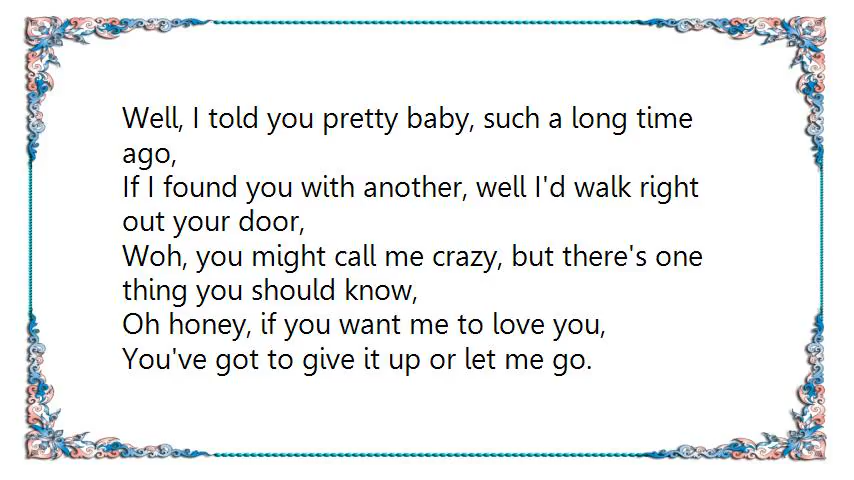 Well, I told you pretty baby, such a long time
ago,
If I found you with another, well I'd walk right
out your door,
Woh, you might call me crazy, but there's one
thing you should know,
Oh honey, if you want me to love you,
You've got to give it up or let me go.